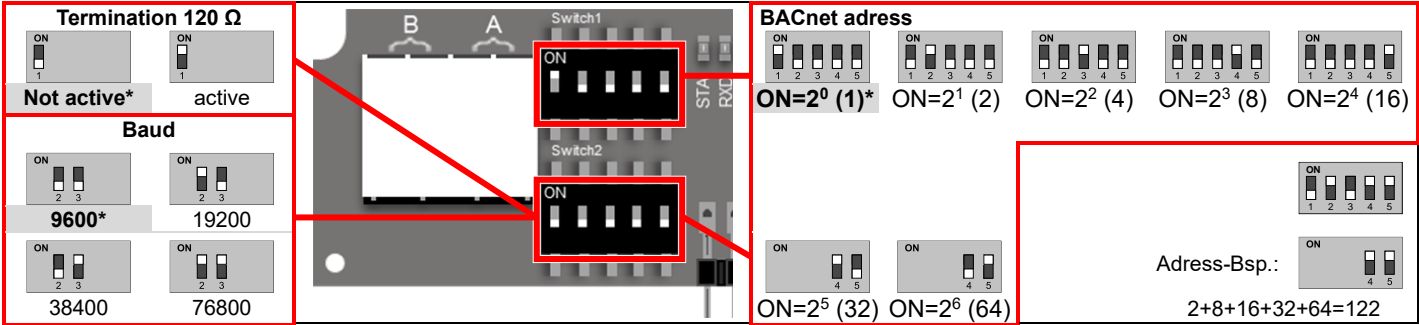 Termination 120 Ω
ON
1
ON
1
Not active*
active
Baud
ON
2 3
ON
2 3
9600*
19200
ON
2 3
ON
2 3
38400
76800
B
A
Switch1
ON
STA
RXD
Switch2
ON
BACnet adress
ON
1 2 3 4 5
ON
1 2 3 4 5
ON
1 2 3 4 5
ON
1 2 3 4 5
ON
1 2 3 4 5
ON=2⁰ (1)*
ON=2¹ (2)
ON=2² (4)
ON=2³ (8)
ON=2⁴ (16)
ON
4 5
ON
4 5
ON=2⁵ (32)
ON=2⁶ (64)
ON
1 2 3 4 5
Adress-Bsp.:
ON
4 5
2+8+16+32+64=122